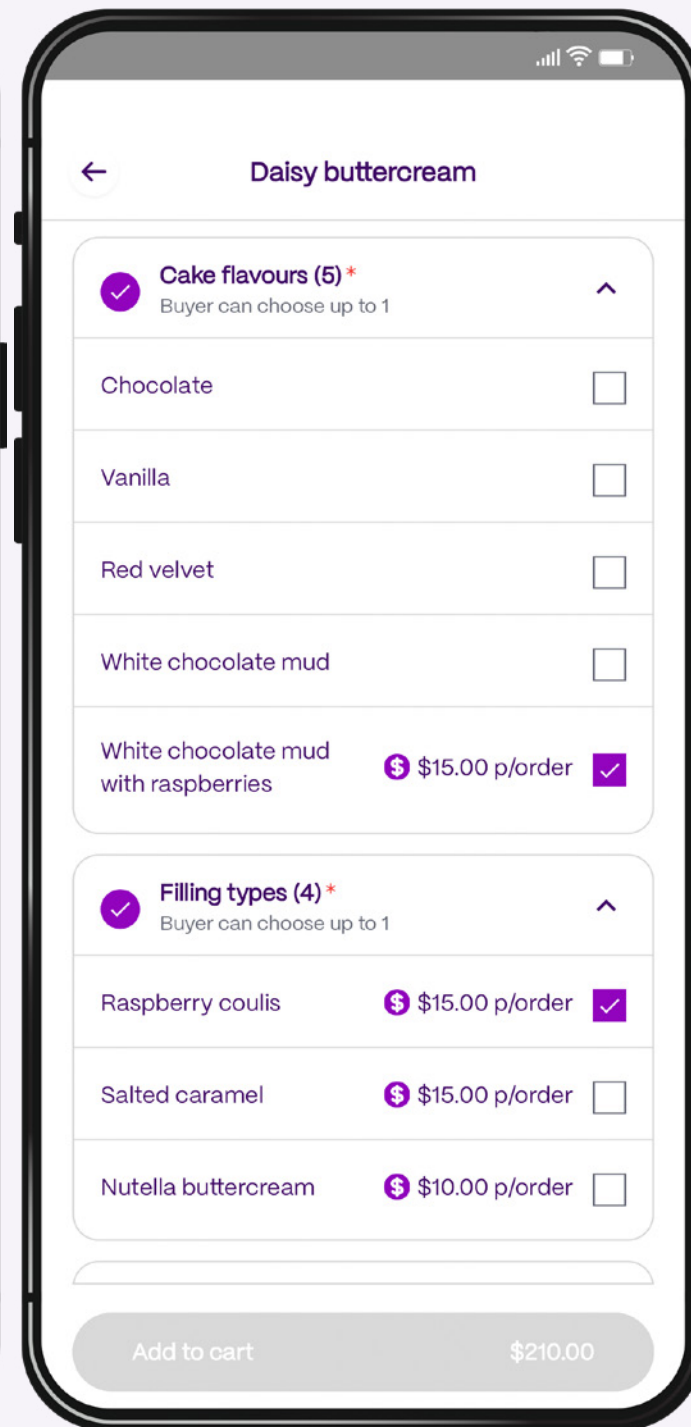 Daisy buttercream
Cake flavours (5) *
Buyer can choose up to 1
Chocolate
Vanilla
Red velvet
White chocolate mud
White chocolate mud
with raspberries
$ $15.00 p/order
Filling types (4) *
Buyer can choose up to 1
Raspberry coulis $ $15.00 p/order
Salted caramel $ $15.00 p/order
Nutella buttercream $ $10.00 p/order
Add to cart $210.00